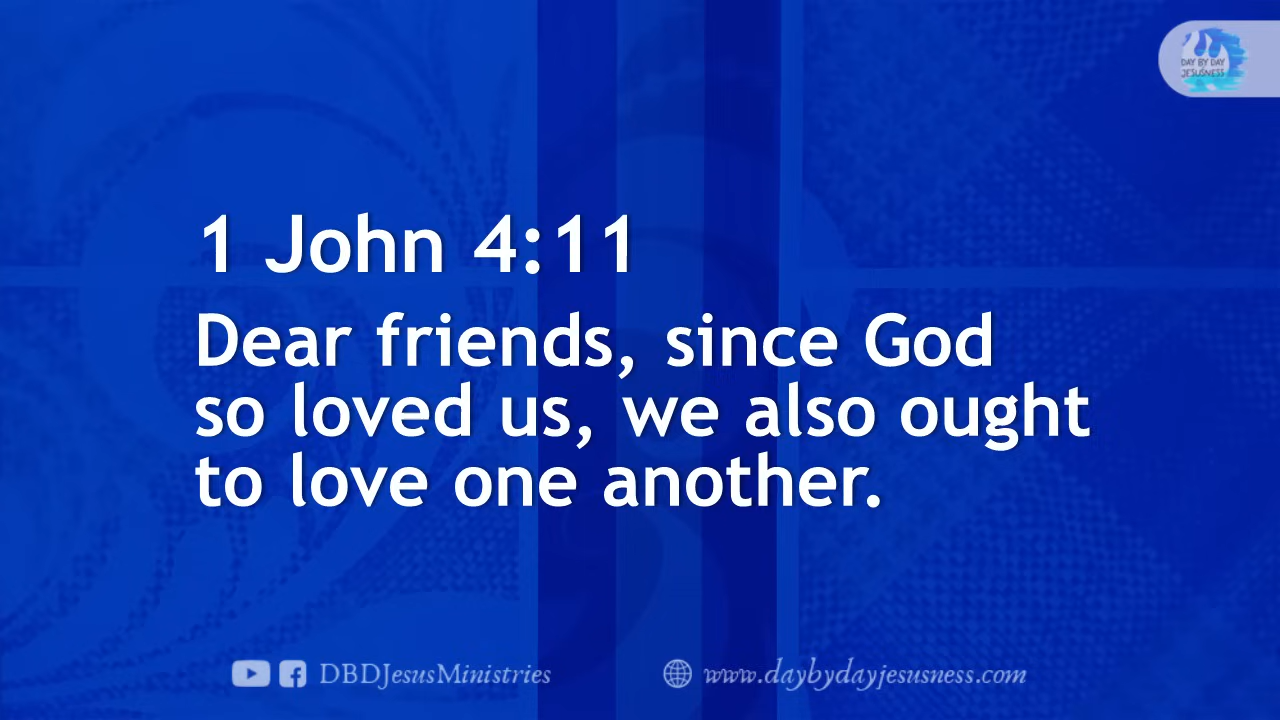 DAY BY DAY
JESUSNESS
1 John 4:11
Dear friends, since God
so loved us, we also ought
to love one another.
DBDJesusMinistries
www.daybydayjesusness.com